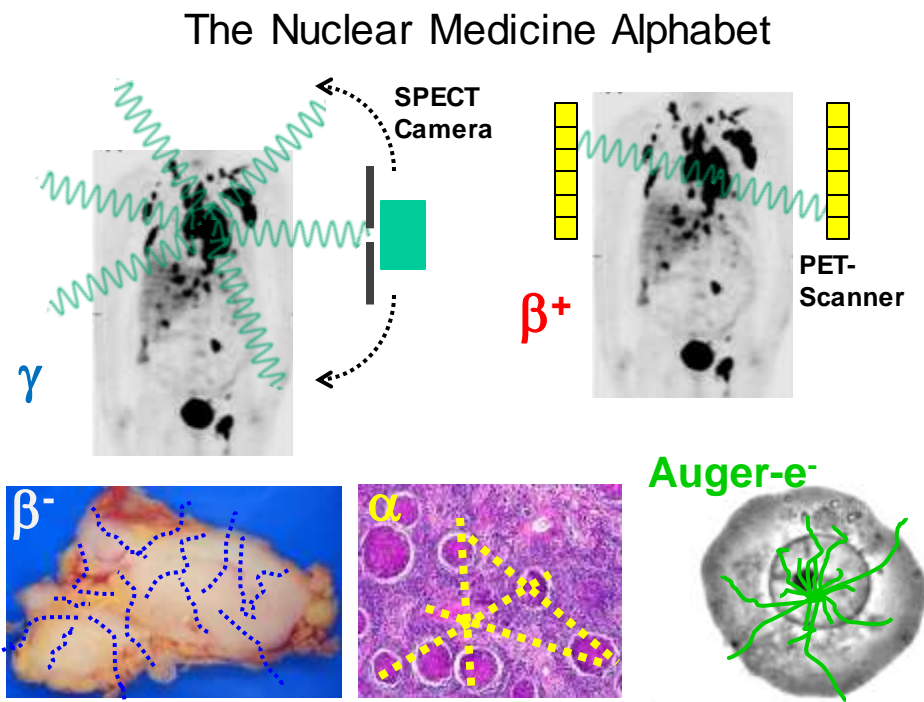 The Nuclear Medicine Alphabet
SPECT
Camera
γ
β+
PET-
Scanner
β-
α
Auger-e-